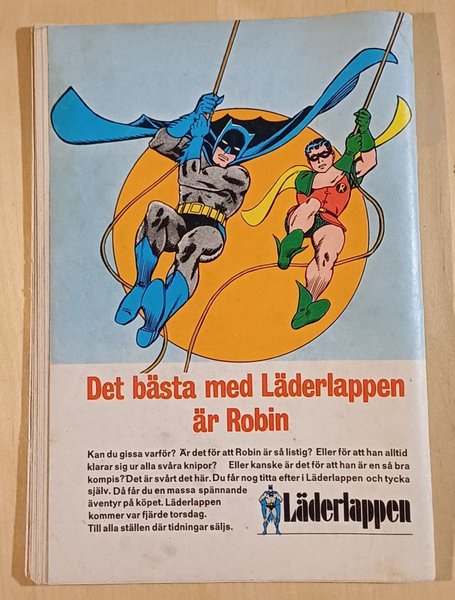 Det bästa med Läderlappen
är Robin
Kan du gissa varför? Är det för att Robin är så listig? Eller för att han alltid
klarar sig ur alla svåra knipor? Eller kanske är det för att han är en så bra
kompis? Det är svårt det här. Du får nog titta efter i Läderlappen och tycka
själv. Då får du en massa spännande
äventyr på köpet. Läderlappen
kommer var fjärde torsdag.
Till alla ställen där tidningar säljs.
Läderlappen
R